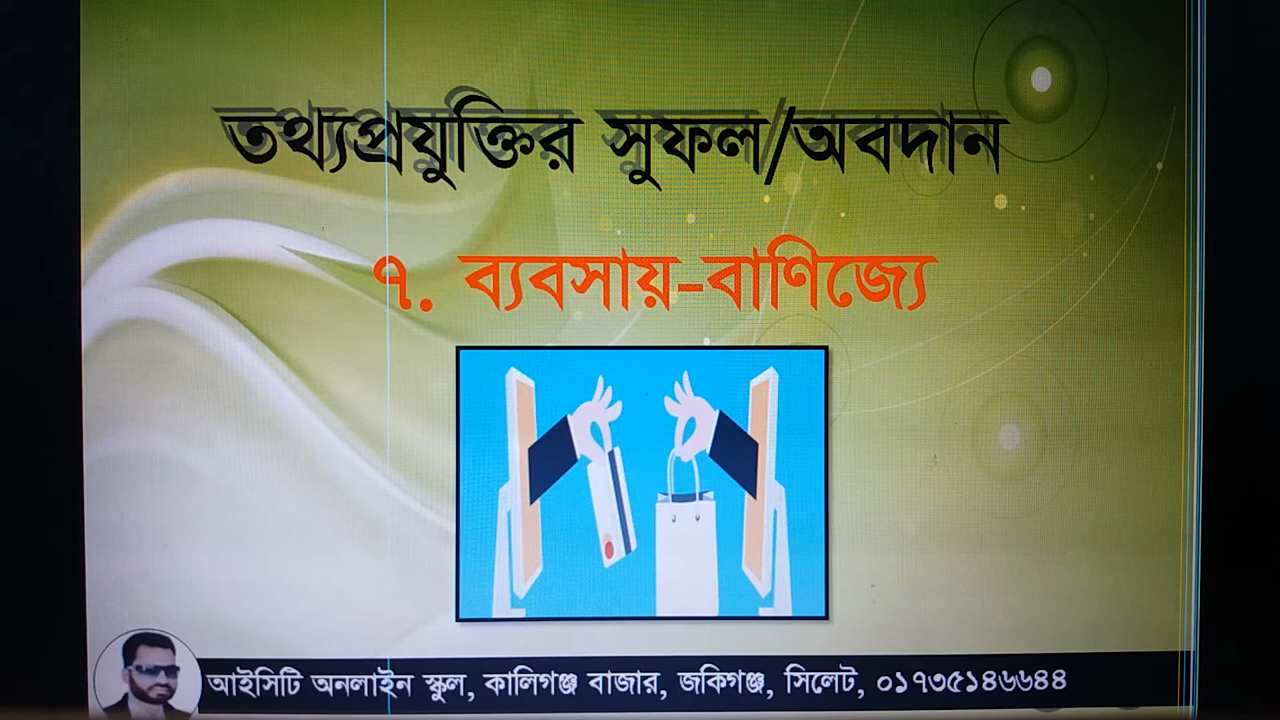 তথ্যপ্রযুক্তির সুফল/অবদান
৭. ব্যবসায়-বাণিজ্যে
আইসিটি অনলাইন স্কুল, কালিগঞ্জ বাজার, জকিগঞ্জ, সিলেট, ০১৭৩৫১৪৬৬৪৪